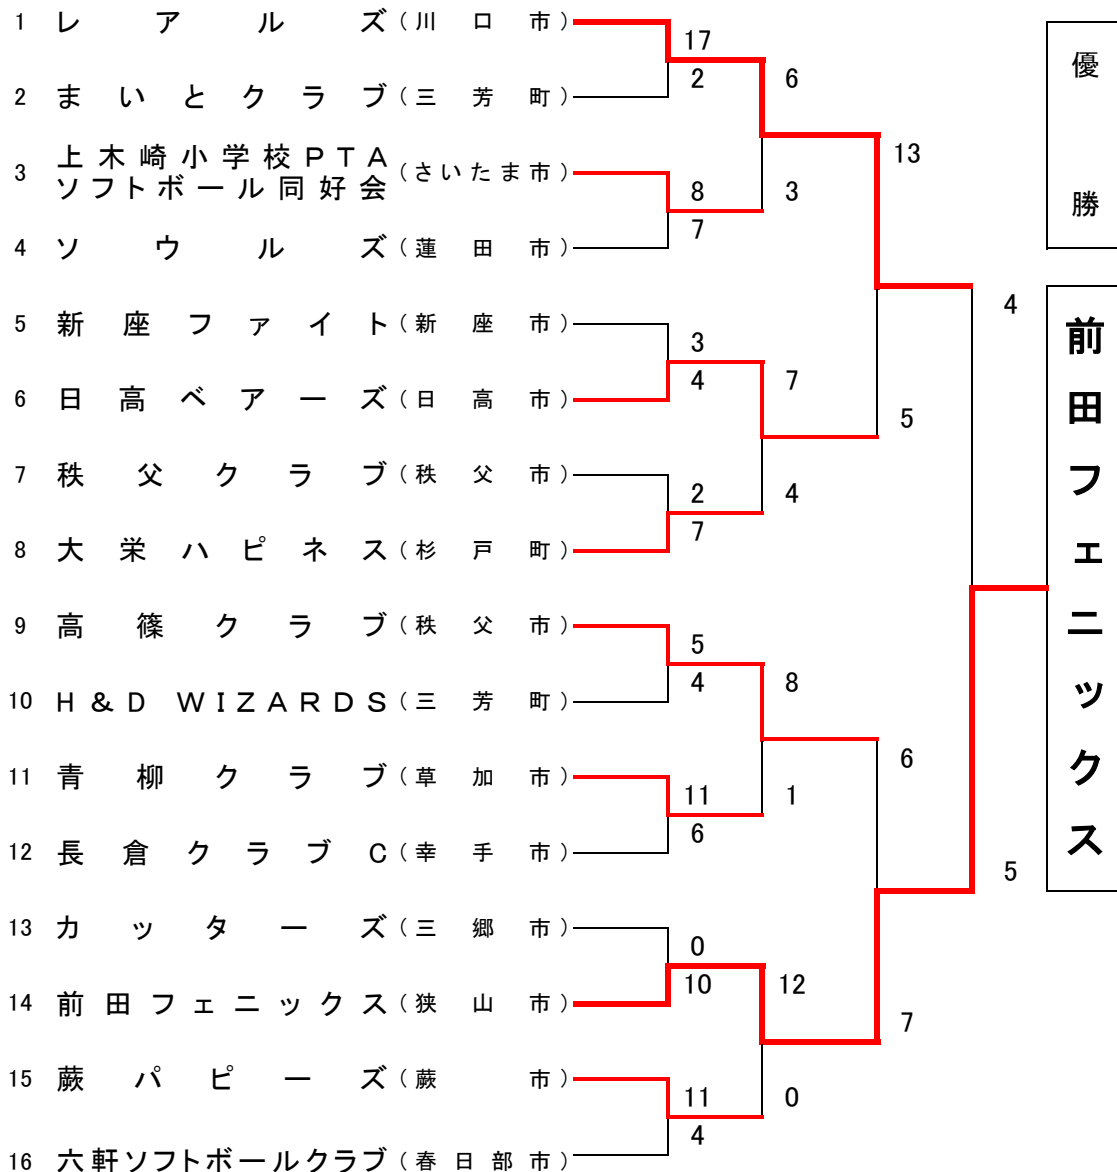 1 レアルズ (川口市)
2 まいとクラブ (三芳町)
3 上木崎小学校PTA
ソフトボール同好会 (さいたま市)
4 ソウルズ (蓮田市)
5 新座ファイト (新座市)
6 日高ベアーズ (日高市)
7 秩父クラブ (秩父市)
8 大栄ハピネス (杉戸町)
9 高篠クラブ (秩父市)
10 H&D WIZARDS (三芳町)
11 青柳クラブ (草加市)
12 長倉クラブC (幸手市)
13 カッターズ (三郷市)
14 前田フェニックス (狭山市)
15 蕨パピーズ (蕨市)
16 六軒ソフトボールクラブ (春日部市)
17
2
8
7
3
4
2
7
5
4
11
6
0
10
11
4
6
3
7
4
8
1
12
0
13
5
6
7
4
5
優勝
前田フェニックス